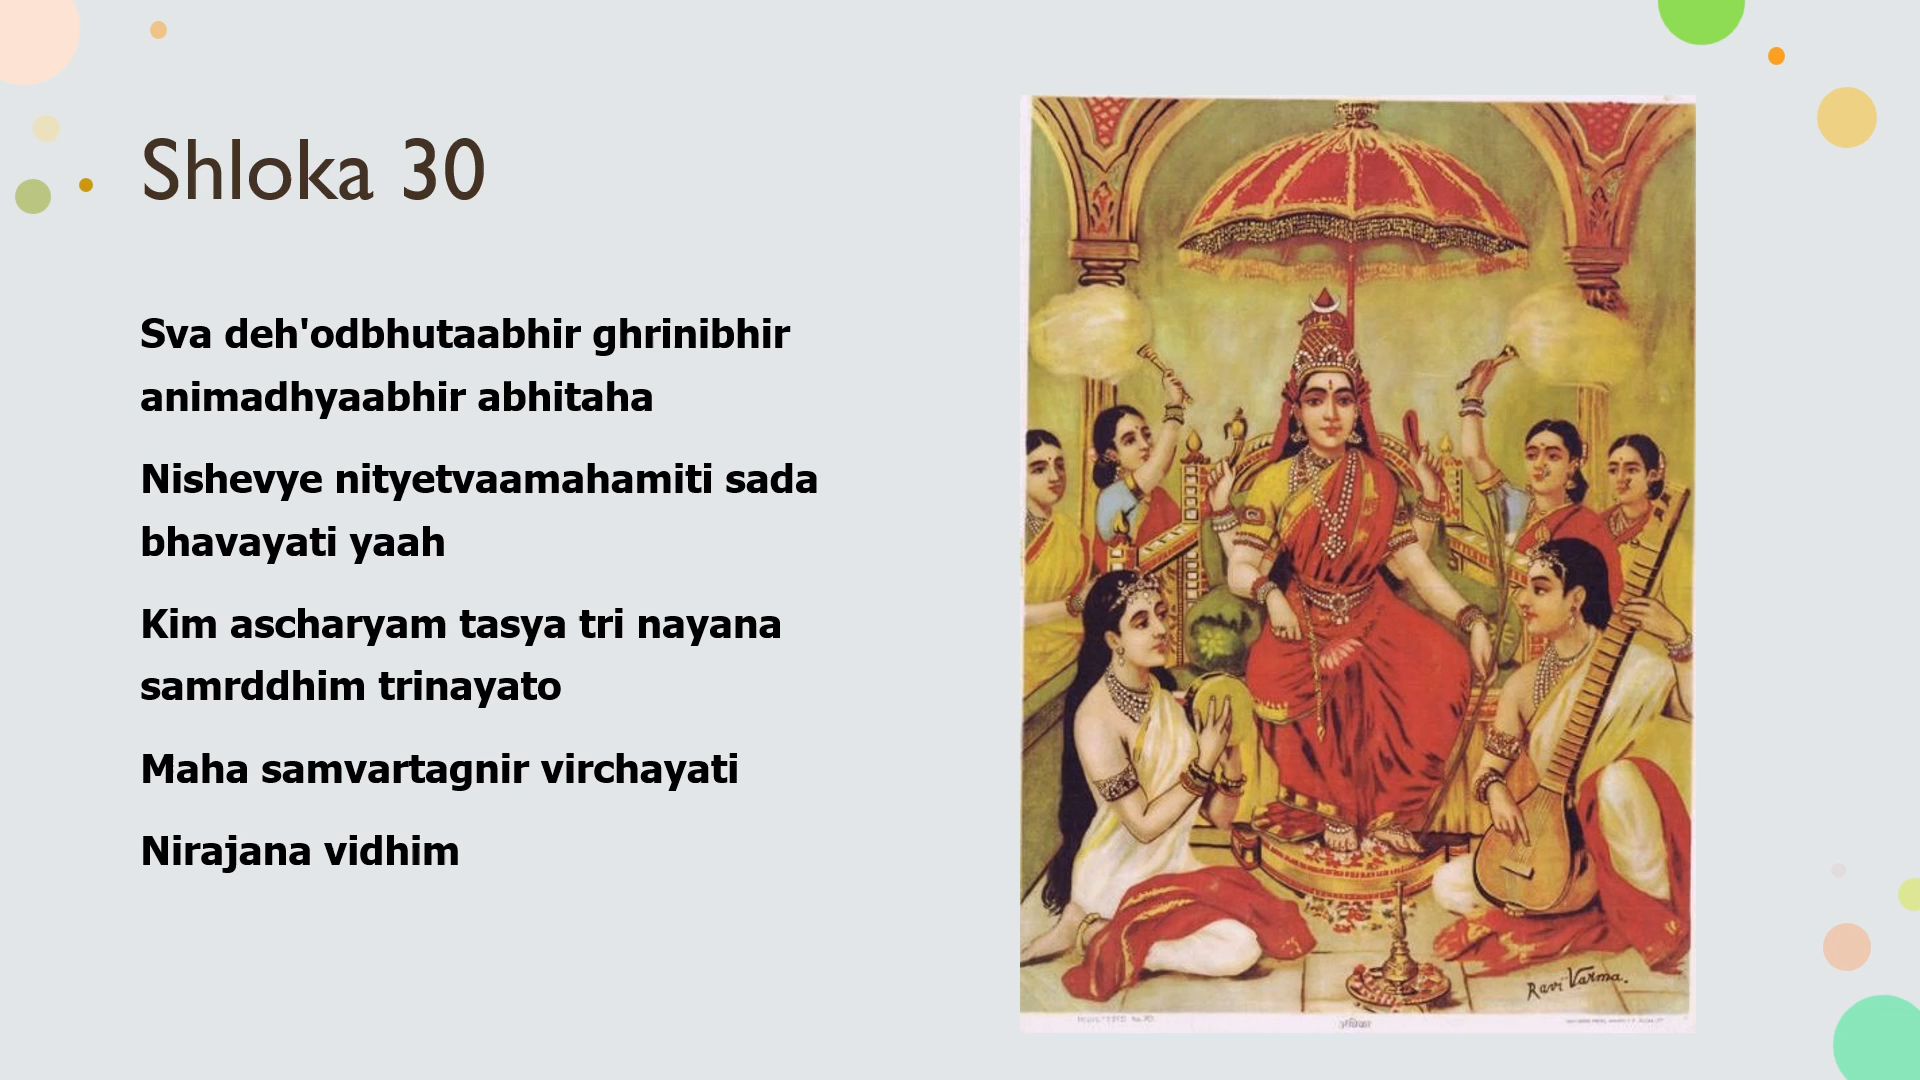 Shloka 30
Sva deh'odbhutaabhir ghrinibhir
animadhyaabhir abhitaha
Nishevye nityetvaamahamiti sada
bhavayati yaah
Kim ascharyam tasya tri nayana
samrddhim trinayato
Maha samvartagnir virchayati
Nirajana vidhim
Ravi Varma.